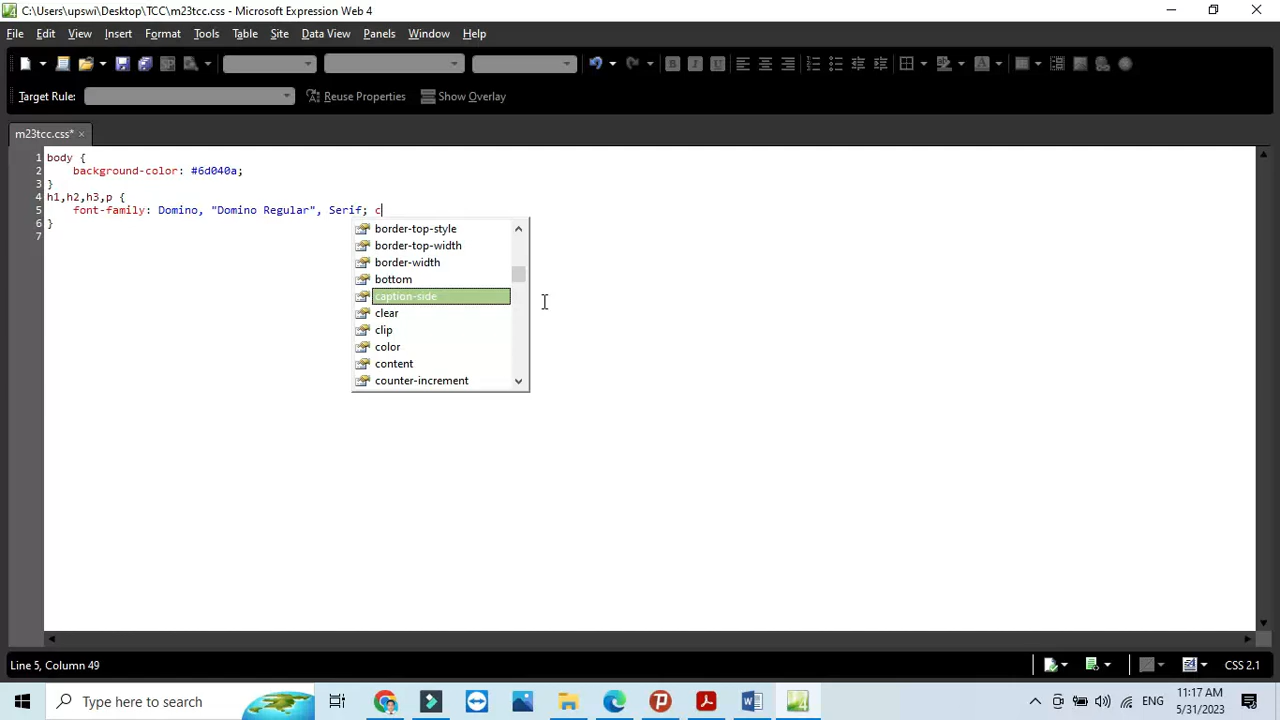 C:\Users\upswi\Desktop\TCC\m23tcc.css - Microsoft Expression Web 4
File Edit View Insert Format Tools Table Site Data View Panels Window Help
Target Rule: Reuse Properties Show Overlay
m23tcc.css* ×
1 body {
2 background-color: #6d040a;
3 }
4 h1,h2,h3,p {
5 font-family: Domino, "Domino Regular", Serif; c
6 }
7
border-top-style
border-top-width
border-width
bottom
caption-side
clear
clip
color
content
counter-increment
Line 5, Column 49
CSS 2.1
Type here to search
ENG
11:17 AM
5/31/2023